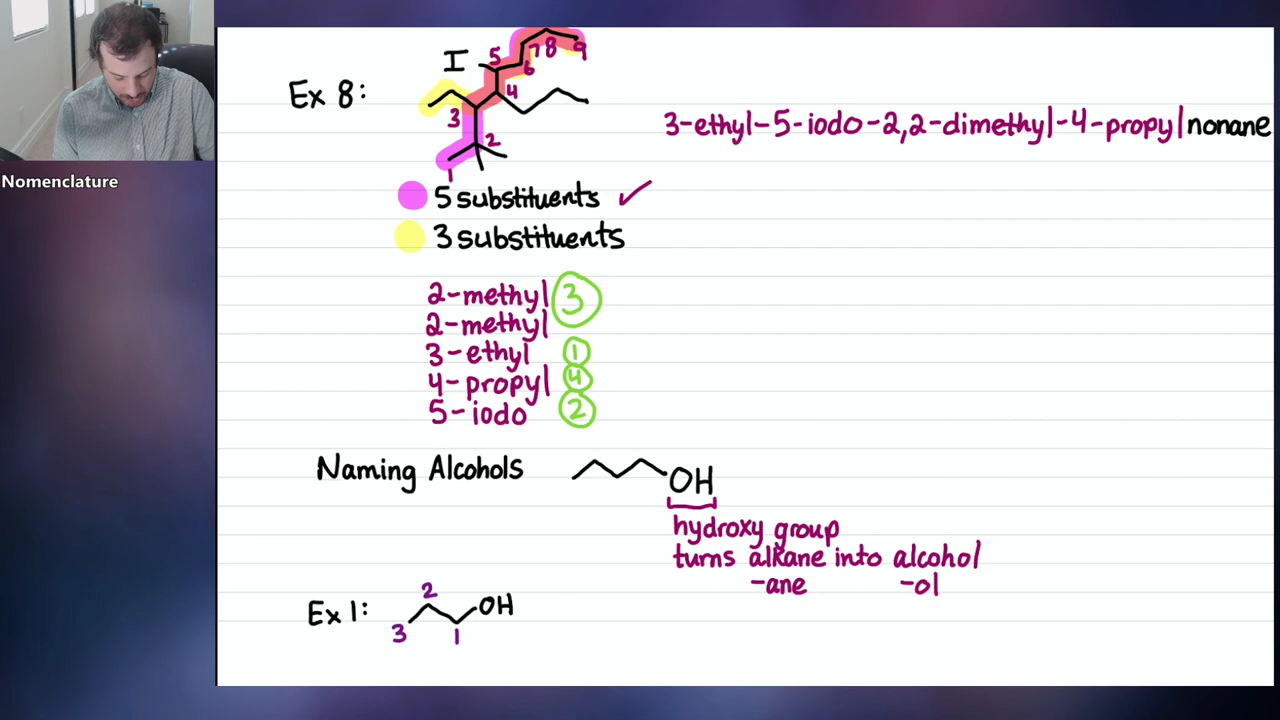 Nomenclature
Ex 8:
I 5 7 8 9
6
4
3
2
1
3-ethyl-5-iodo-2,2-dimethyl-4-propylnonane
5 substituents ✓
3 substituents
2-methyl 3
2-methyl
3-ethyl 1
4-propyl 4
5-iodo 2
Naming Alcohols OH
hydroxy group
turns alkane into alcohol
-ane -ol
Ex 1: 2 OH
3 1